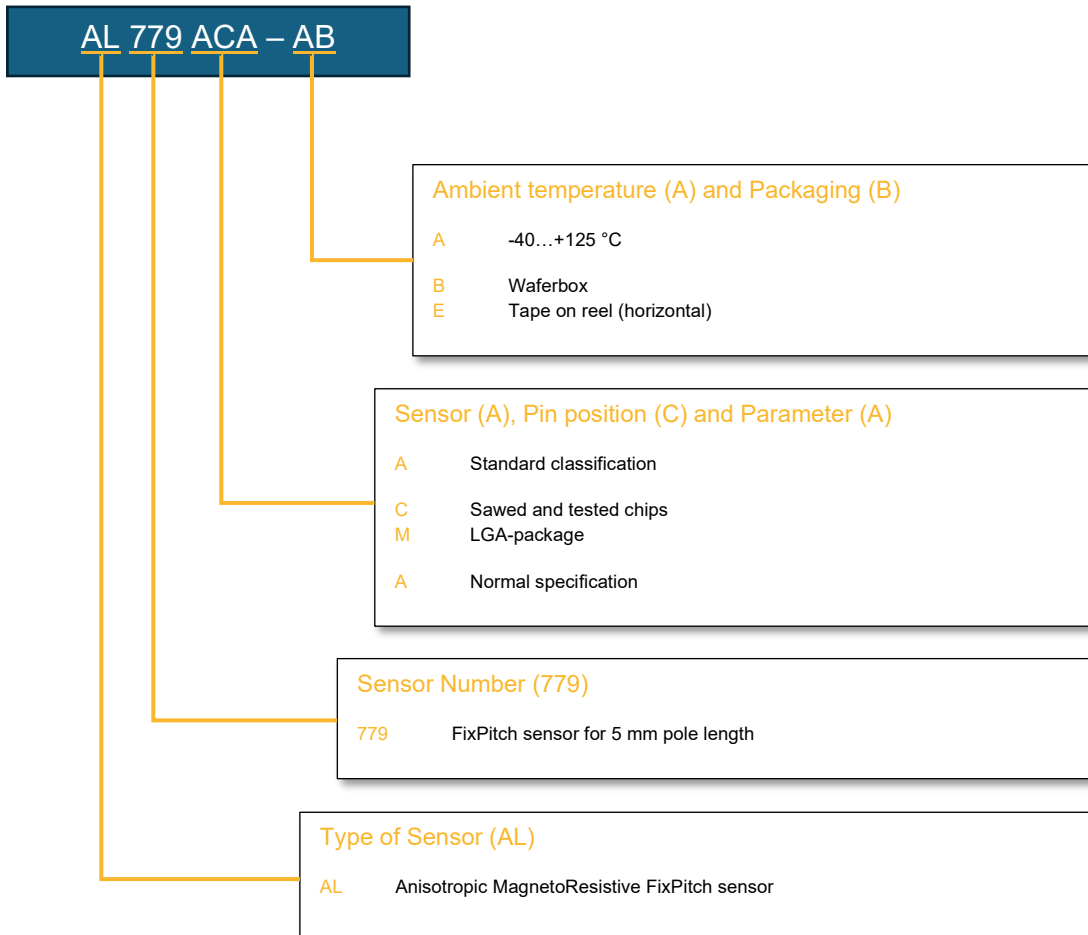 AL 779 ACA – AB
Ambient temperature (A) and Packaging (B)
A -40…+125 °C
B Waferbox
E Tape on reel (horizontal)
Sensor (A), Pin position (C) and Parameter (A)
A Standard classification
C Sawed and tested chips
M LGA-package
A Normal specification
Sensor Number (779)
779 FixPitch sensor for 5 mm pole length
Type of Sensor (AL)
AL Anisotropic MagnetoResistive FixPitch sensor